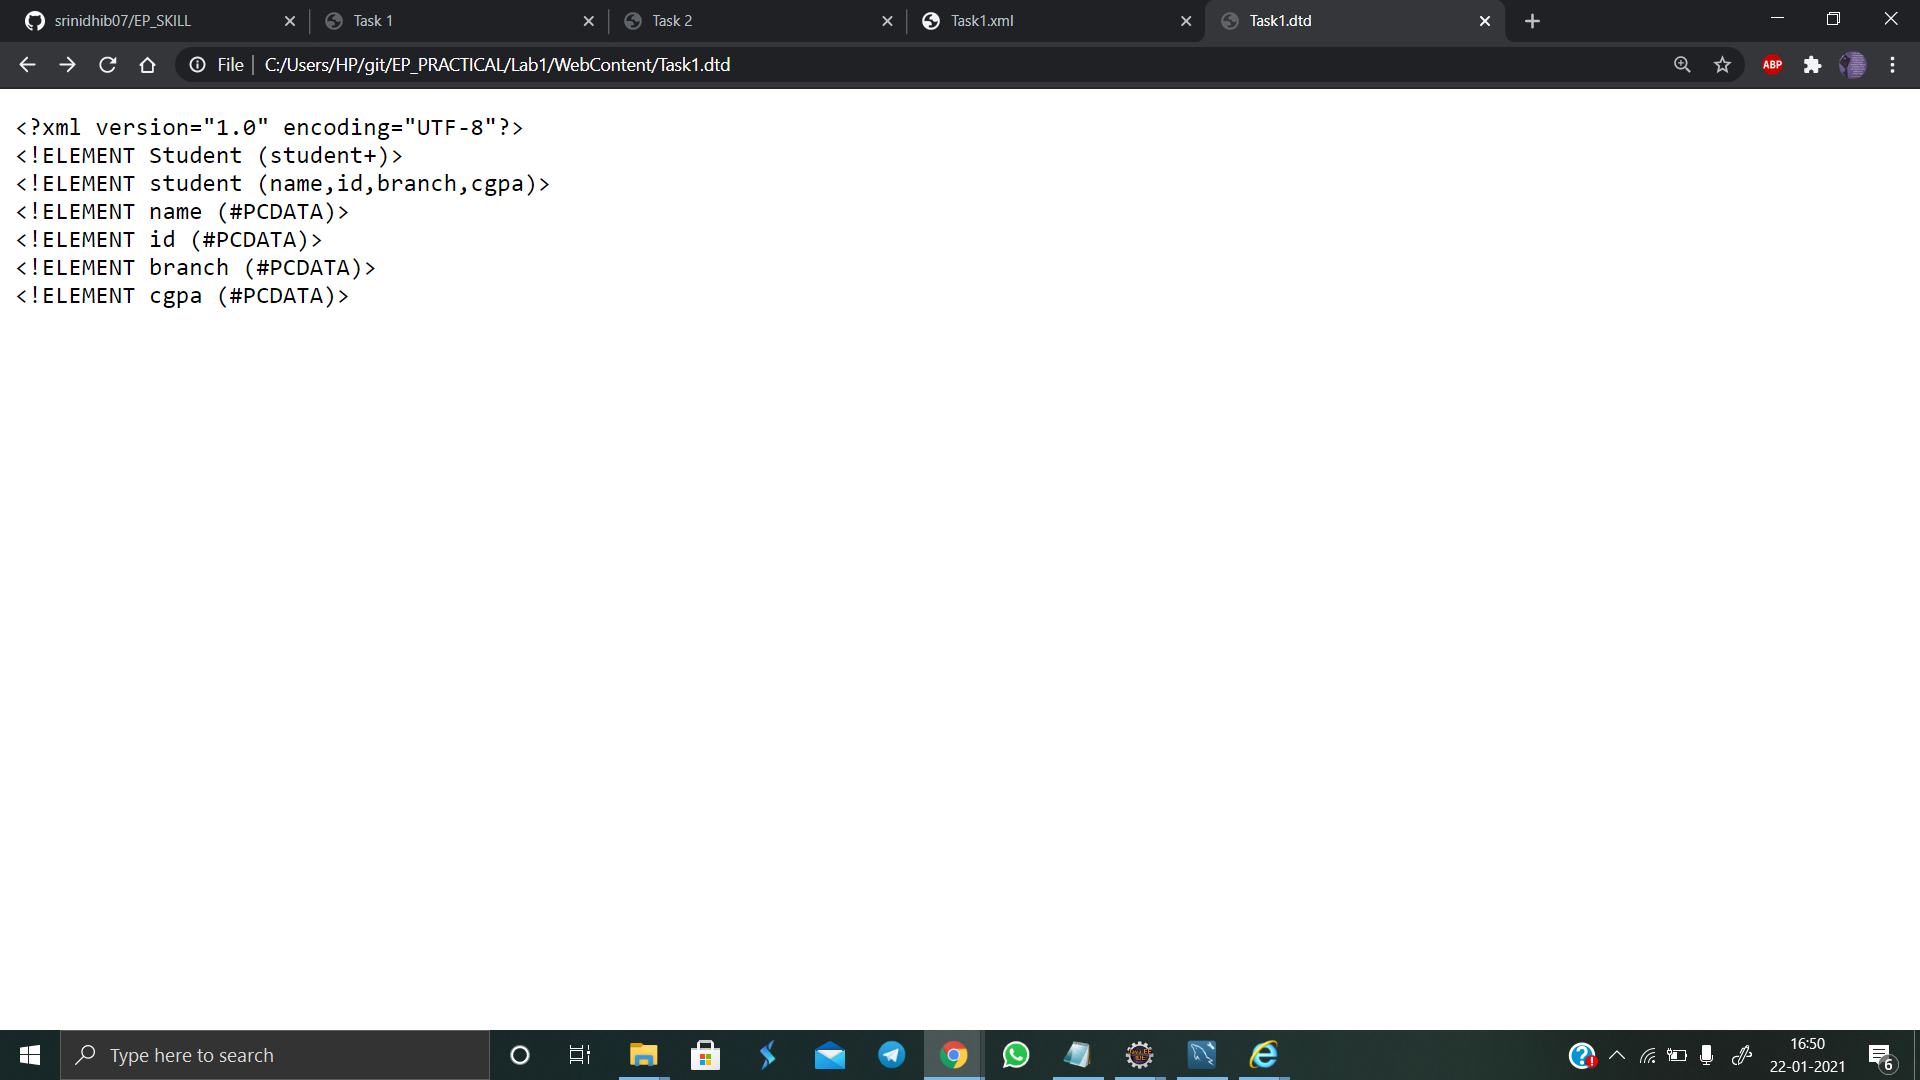 srinidhib07/EP_SKILL
Task 1
Task 2
Task1.xml
Task1.dtd
File
C:/Users/HP/git/EP_PRACTICAL/Lab1/WebContent/Task1.dtd
ABP
<?xml version="1.0" encoding="UTF-8"?>
<!ELEMENT Student (student+)>
<!ELEMENT student (name,id,branch,cgpa)>
<!ELEMENT name (#PCDATA)>
<!ELEMENT id (#PCDATA)>
<!ELEMENT branch (#PCDATA)>
<!ELEMENT cgpa (#PCDATA)>
Type here to search
16:50
22-01-2021
6